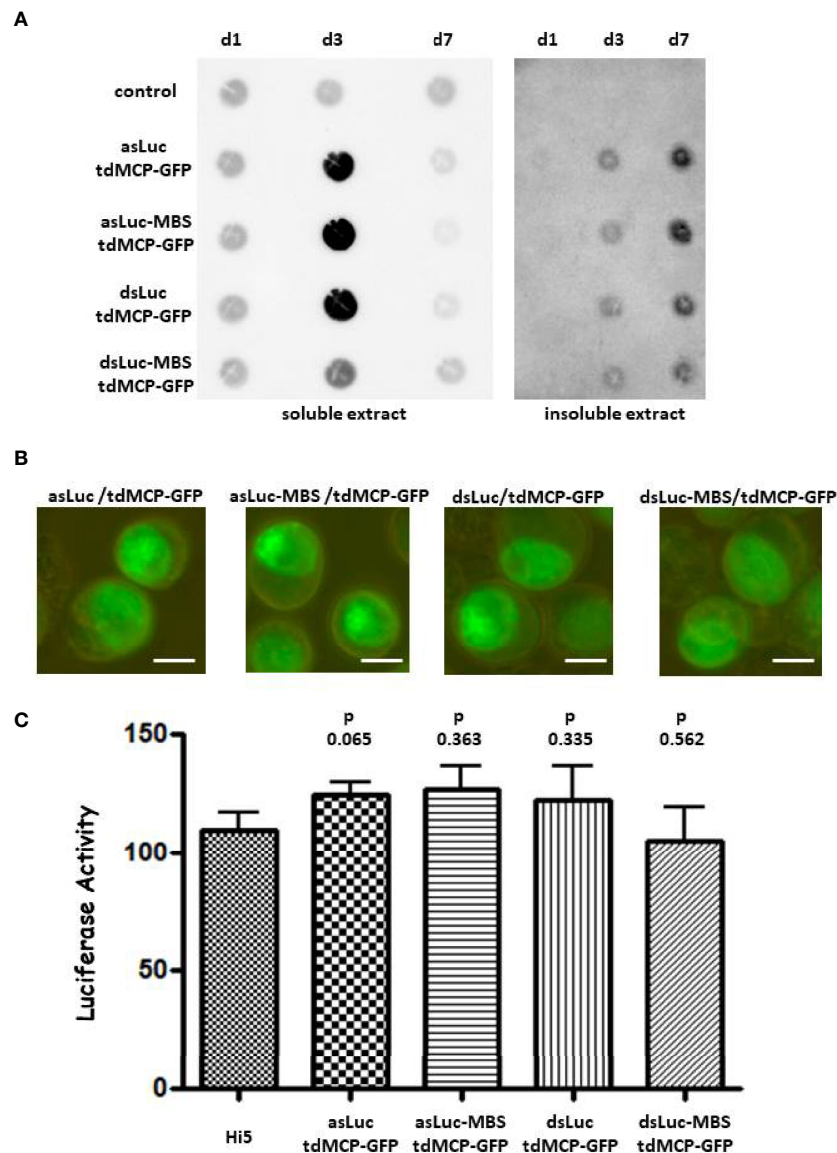 A
d1 d3 d7 d1 d3 d7
control
asLuc
tdMCP-GFP
asLuc-MBS
tdMCP-GFP
dsLuc
tdMCP-GFP
dsLuc-MBS
tdMCP-GFP
soluble extract insoluble extract
B
asLuc /tdMCP-GFP asLuc-MBS /tdMCP-GFP dsLuc/tdMCP-GFP dsLuc-MBS/tdMCP-GFP
C
p p p p
0.065 0.363 0.335 0.562
150
100
50
0
Luciferase Activity
Hi5 asLuc asLuc-MBS dsLuc dsLuc-MBS
tdMCP-GFP tdMCP-GFP tdMCP-GFP tdMCP-GFP